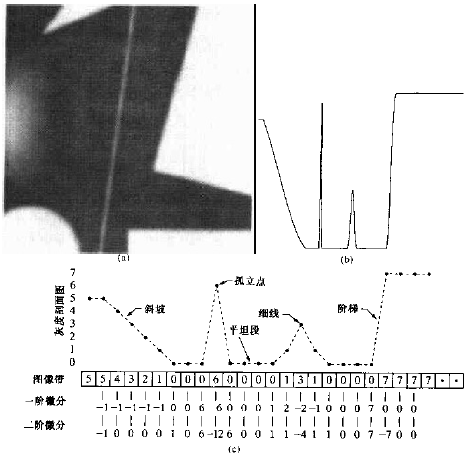 (a)
(b)
灰度剖面图
7
6
5
4
3
2
1
0
斜坡
孤立点
平坦段
细线
阶梯
图像带 5 5 4 3 2 1 0 0 0 6 0 0 0 0 1 3 1 0 0 0 0 7 7 7 7 · ·
一阶微分 −1 −1 −1 −1 −1 0 0 6 6 0 0 0 1 2 −2 −1 0 0 0 7 0 0 0
二阶微分 −1 0 0 0 0 1 0 6 −12 6 0 0 1 1 −4 1 1 0 0 7 −7 0 0
(c)